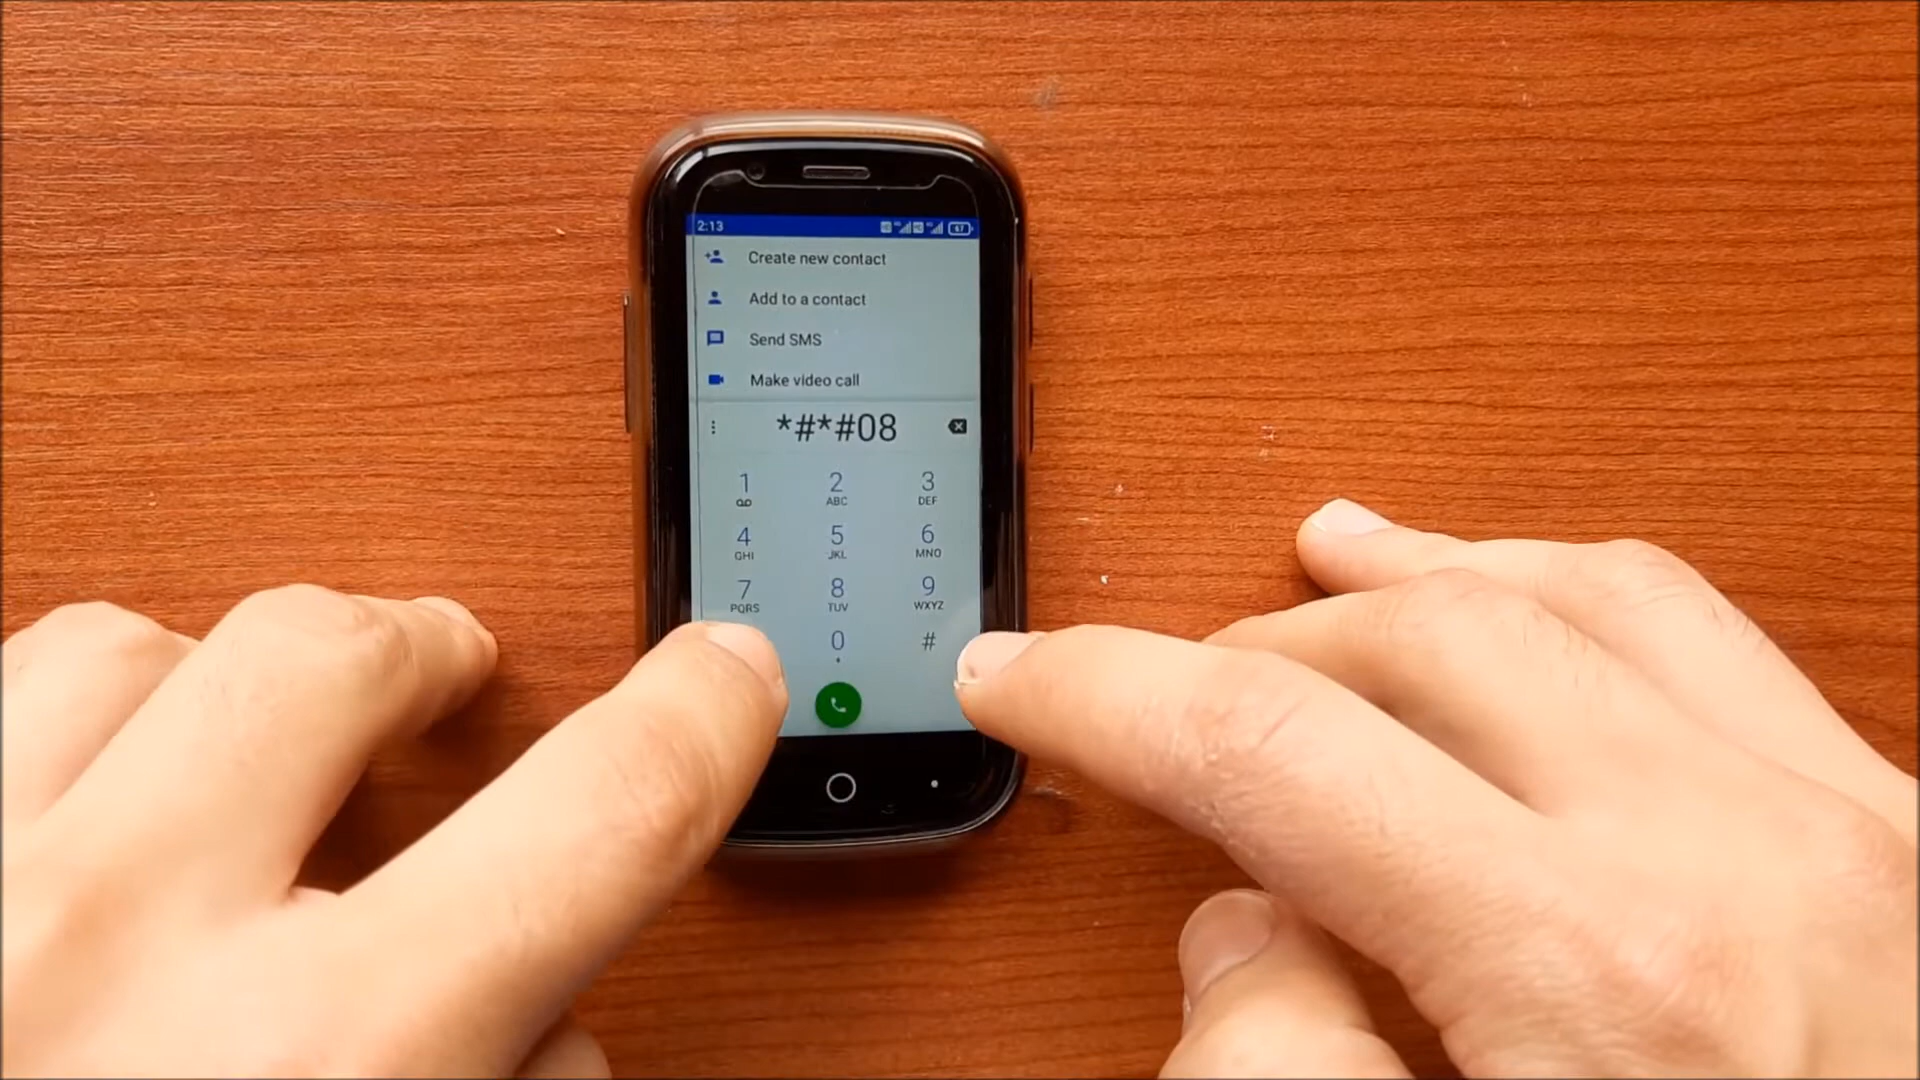 2:13
67
Create new contact
Add to a contact
Send SMS
Make video call
*#*#08
1 2 3
ABC DEF
4 5 6
GHI JKL MNO
7 8 9
PQRS TUV WXYZ
0 #